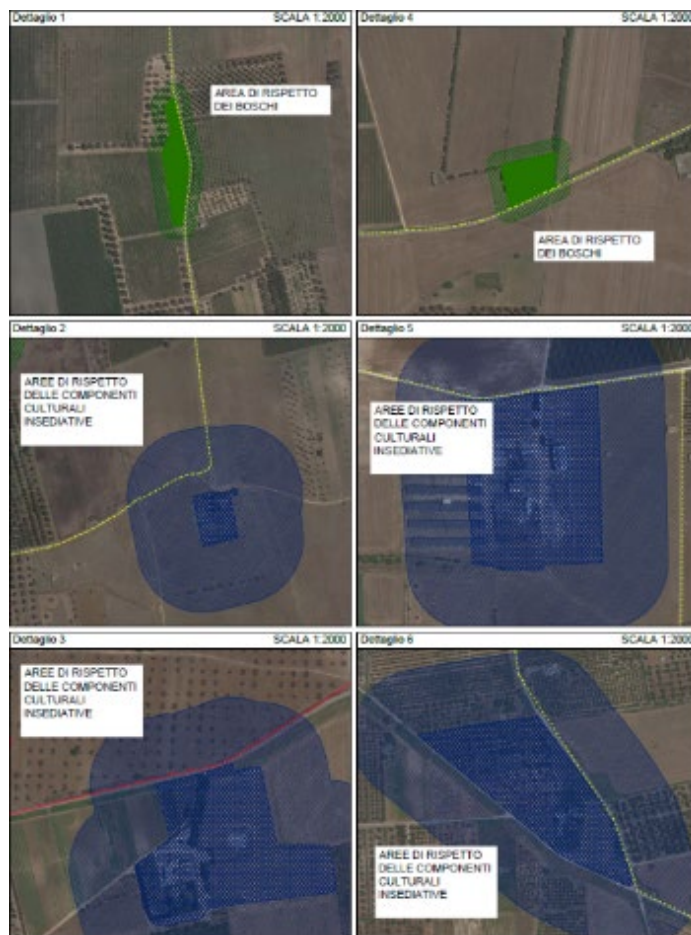 Dettaglio 1 SCALA 1:2000
AREA DI RISPETTO
DEI BOSCHI
Dettaglio 4 SCALA 1:2000
AREA DI RISPETTO
DEI BOSCHI
Dettaglio 2 SCALA 1:2000
AREE DI RISPETTO
DELLE COMPONENTI
CULTURALI
INSEDIATIVE
Dettaglio 5 SCALA 1:2000
AREE DI RISPETTO
DELLE COMPONENTI
CULTURALI
INSEDIATIVE
Dettaglio 3 SCALA 1:2000
AREE DI RISPETTO
DELLE COMPONENTI
CULTURALI
INSEDIATIVE
Dettaglio 6 SCALA 1:2000
AREE DI RISPETTO
DELLE COMPONENTI
CULTURALI
INSEDIATIVE